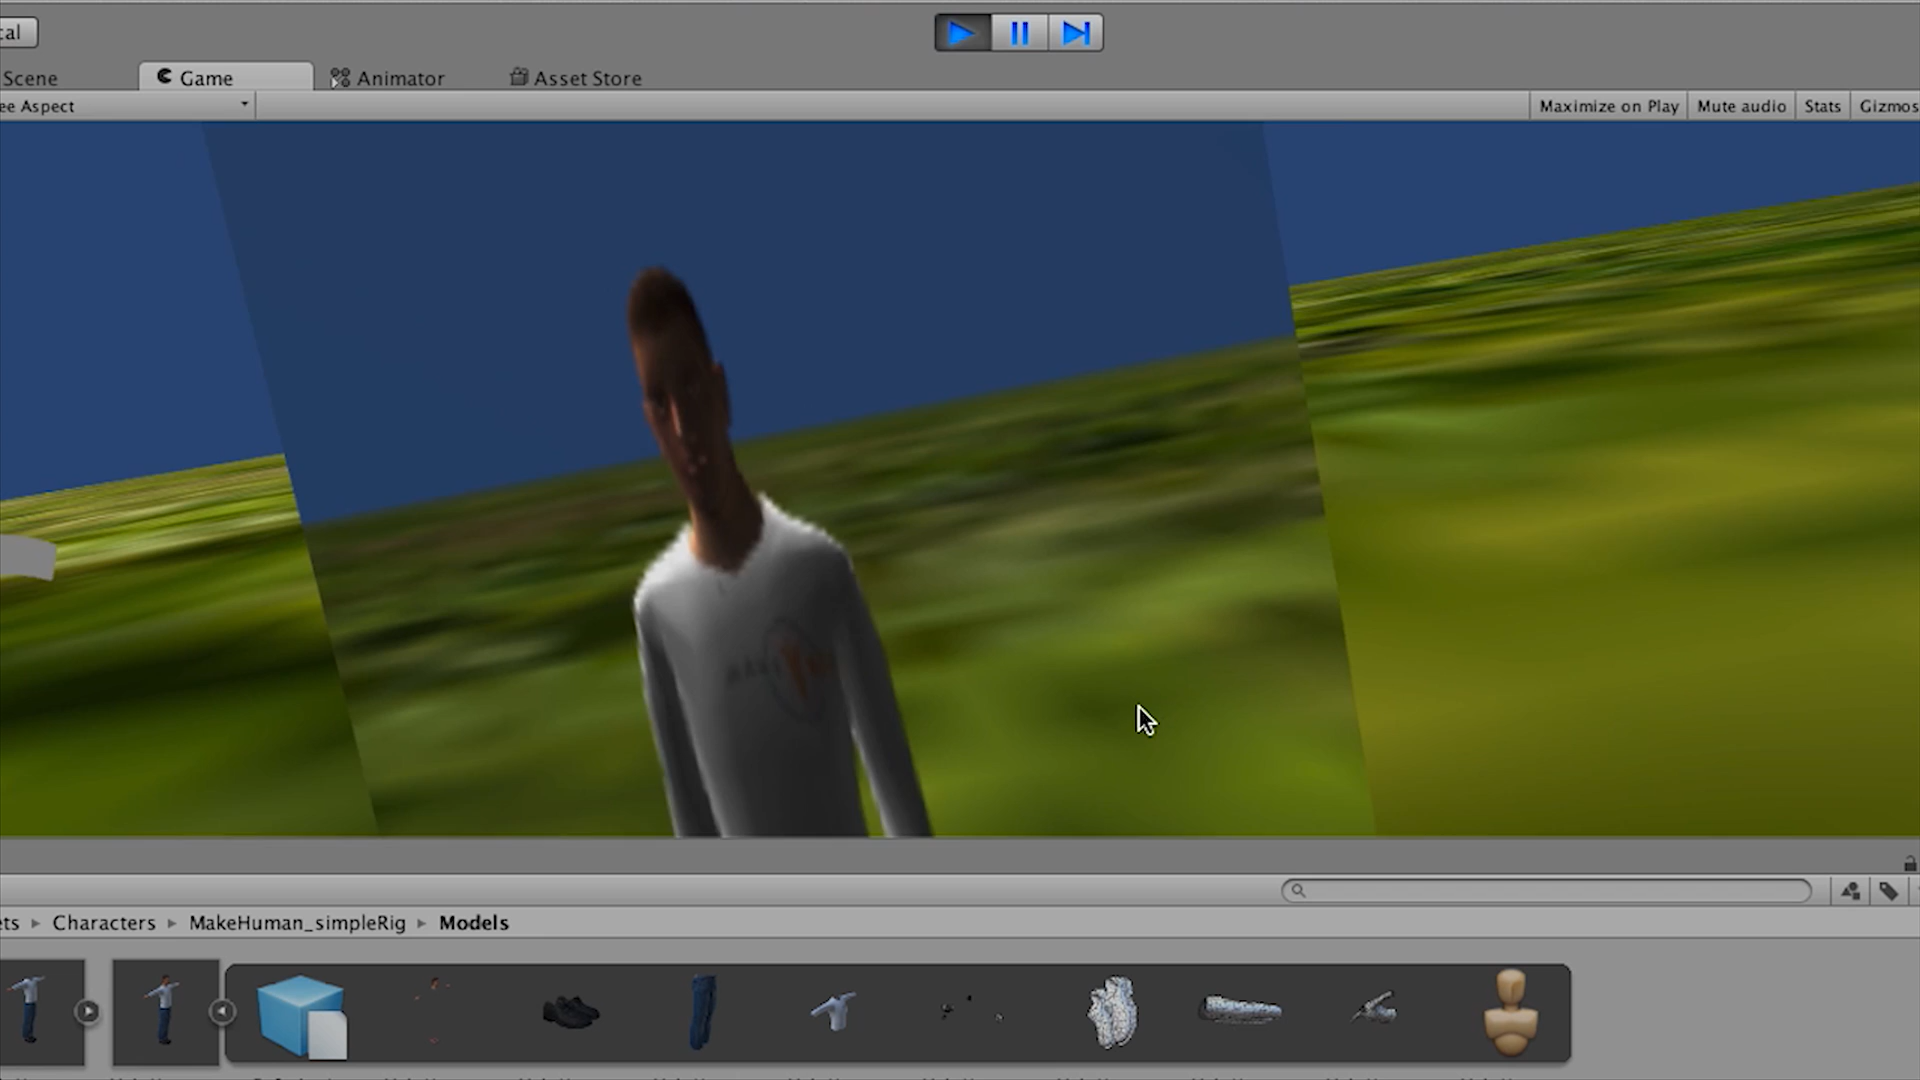 cal
Scene Game Animator Asset Store
ee Aspect Maximize on Play Mute audio Stats Gizmos
ets ▸ Characters ▸ MakeHuman_simpleRig ▸ Models